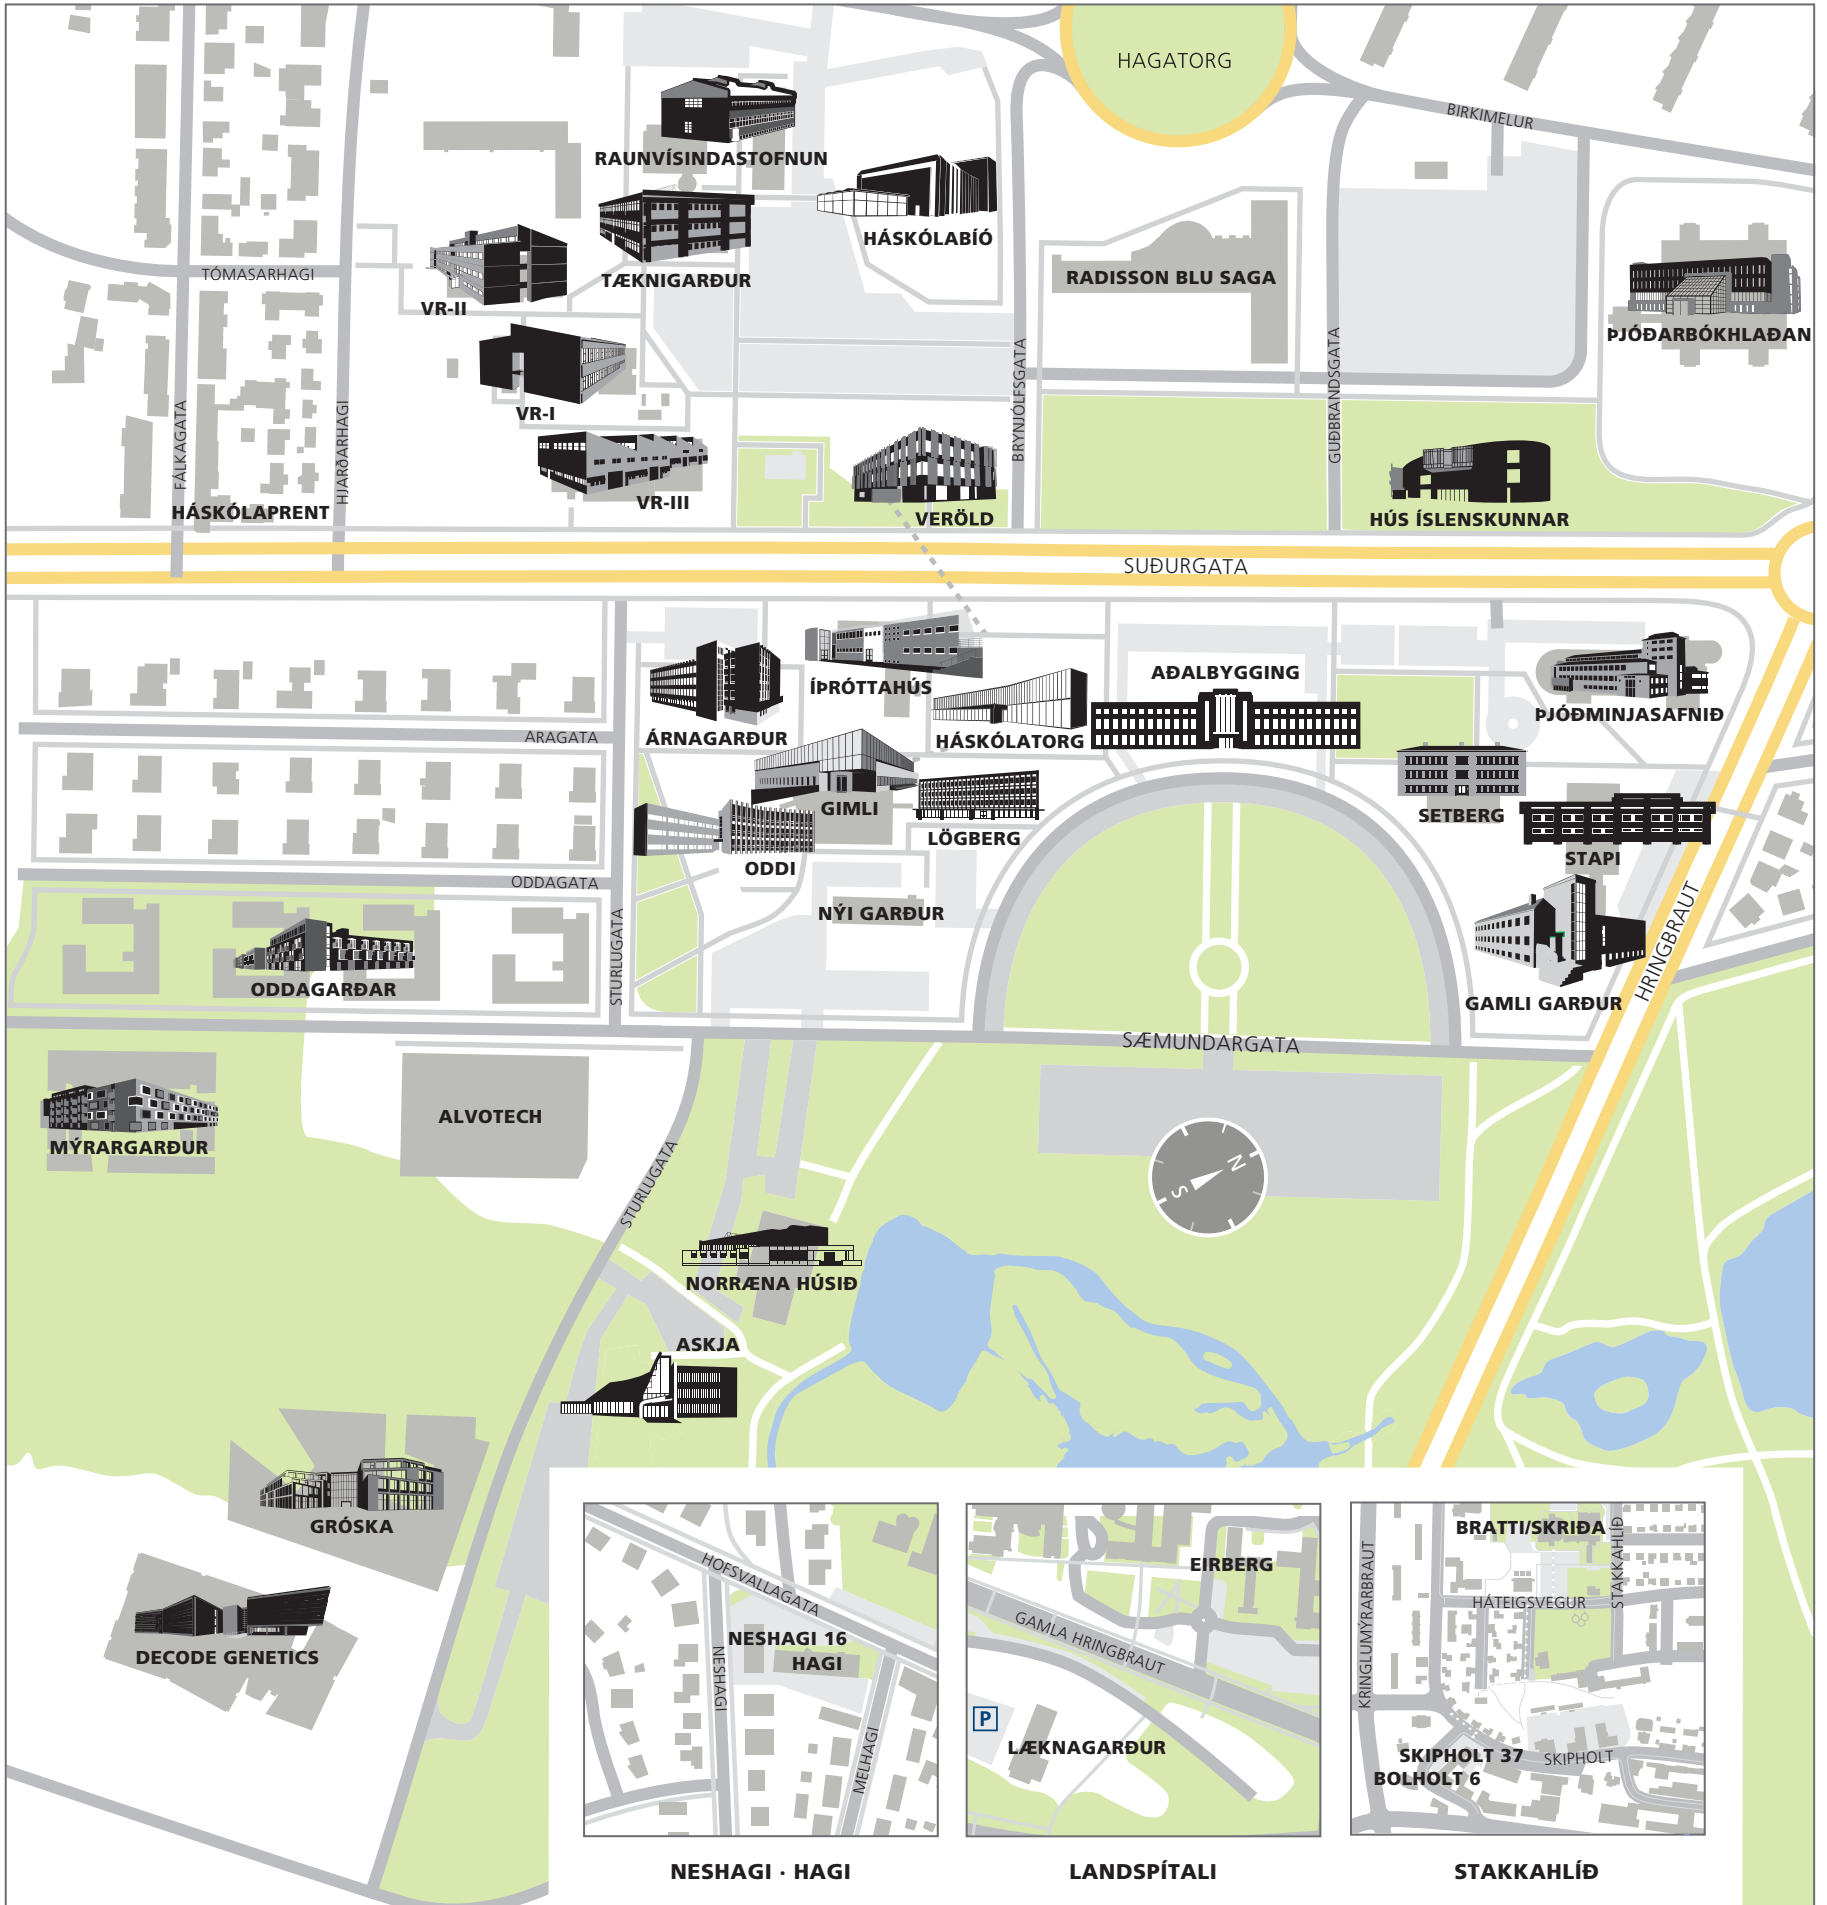 HAGATORG
BIRKIMELUR
RAUNVÍSINDASTOFNUN
HÁSKÓLABÍÓ
TÓMASARHAGI
TÆKNIGARÐUR
RADISSON BLU SAGA
VR-II
ÞJÓÐARBÓKHLAÐAN
VR-I
FÁLKAGATA
HJARÐARHAGI
BRYNJÓLFSGATA
GUÐBRANDSGATA
VR-III
HÁSKÓLAPRENT
VERÖLD
HÚS ÍSLENSKUNNAR
SUÐURGATA
AÐALBYGGING
ÍÞRÓTTAHÚS
ÞJÓÐMINJASAFNIÐ
ARAGATA
ÁRNAGARÐUR
HÁSKÓLATORG
GIMLI
SETBERG
LÖGBERG
STAPI
ODDI
ODDAGATA
NÝI GARÐUR
STURLUGATA
HRINGBRAUT
ODDAGARÐAR
GAMLI GARÐUR
SÆMUNDARGATA
ALVOTECH
MÝRARGARÐUR
STURLUGATA
N
S
NORRÆNA HÚSIÐ
ASKJA
GRÓSKA
DECODE GENETICS
HOFSVALLAGATA
NESHAGI 16
HAGI
NESHAGI
MELHAGI
NESHAGI · HAGI
EIRBERG
GAMLA HRINGBRAUT
P
LÆKNAGARÐUR
LANDSPÍTALI
BRATTI/SKRIÐA
STAKKAHLÍÐ
HÁTEIGSVEGUR
KRINGLUMÝRARBRAUT
SKIPHOLT 37
SKIPHOLT
BOLHOLT 6
STAKKAHLÍÐ